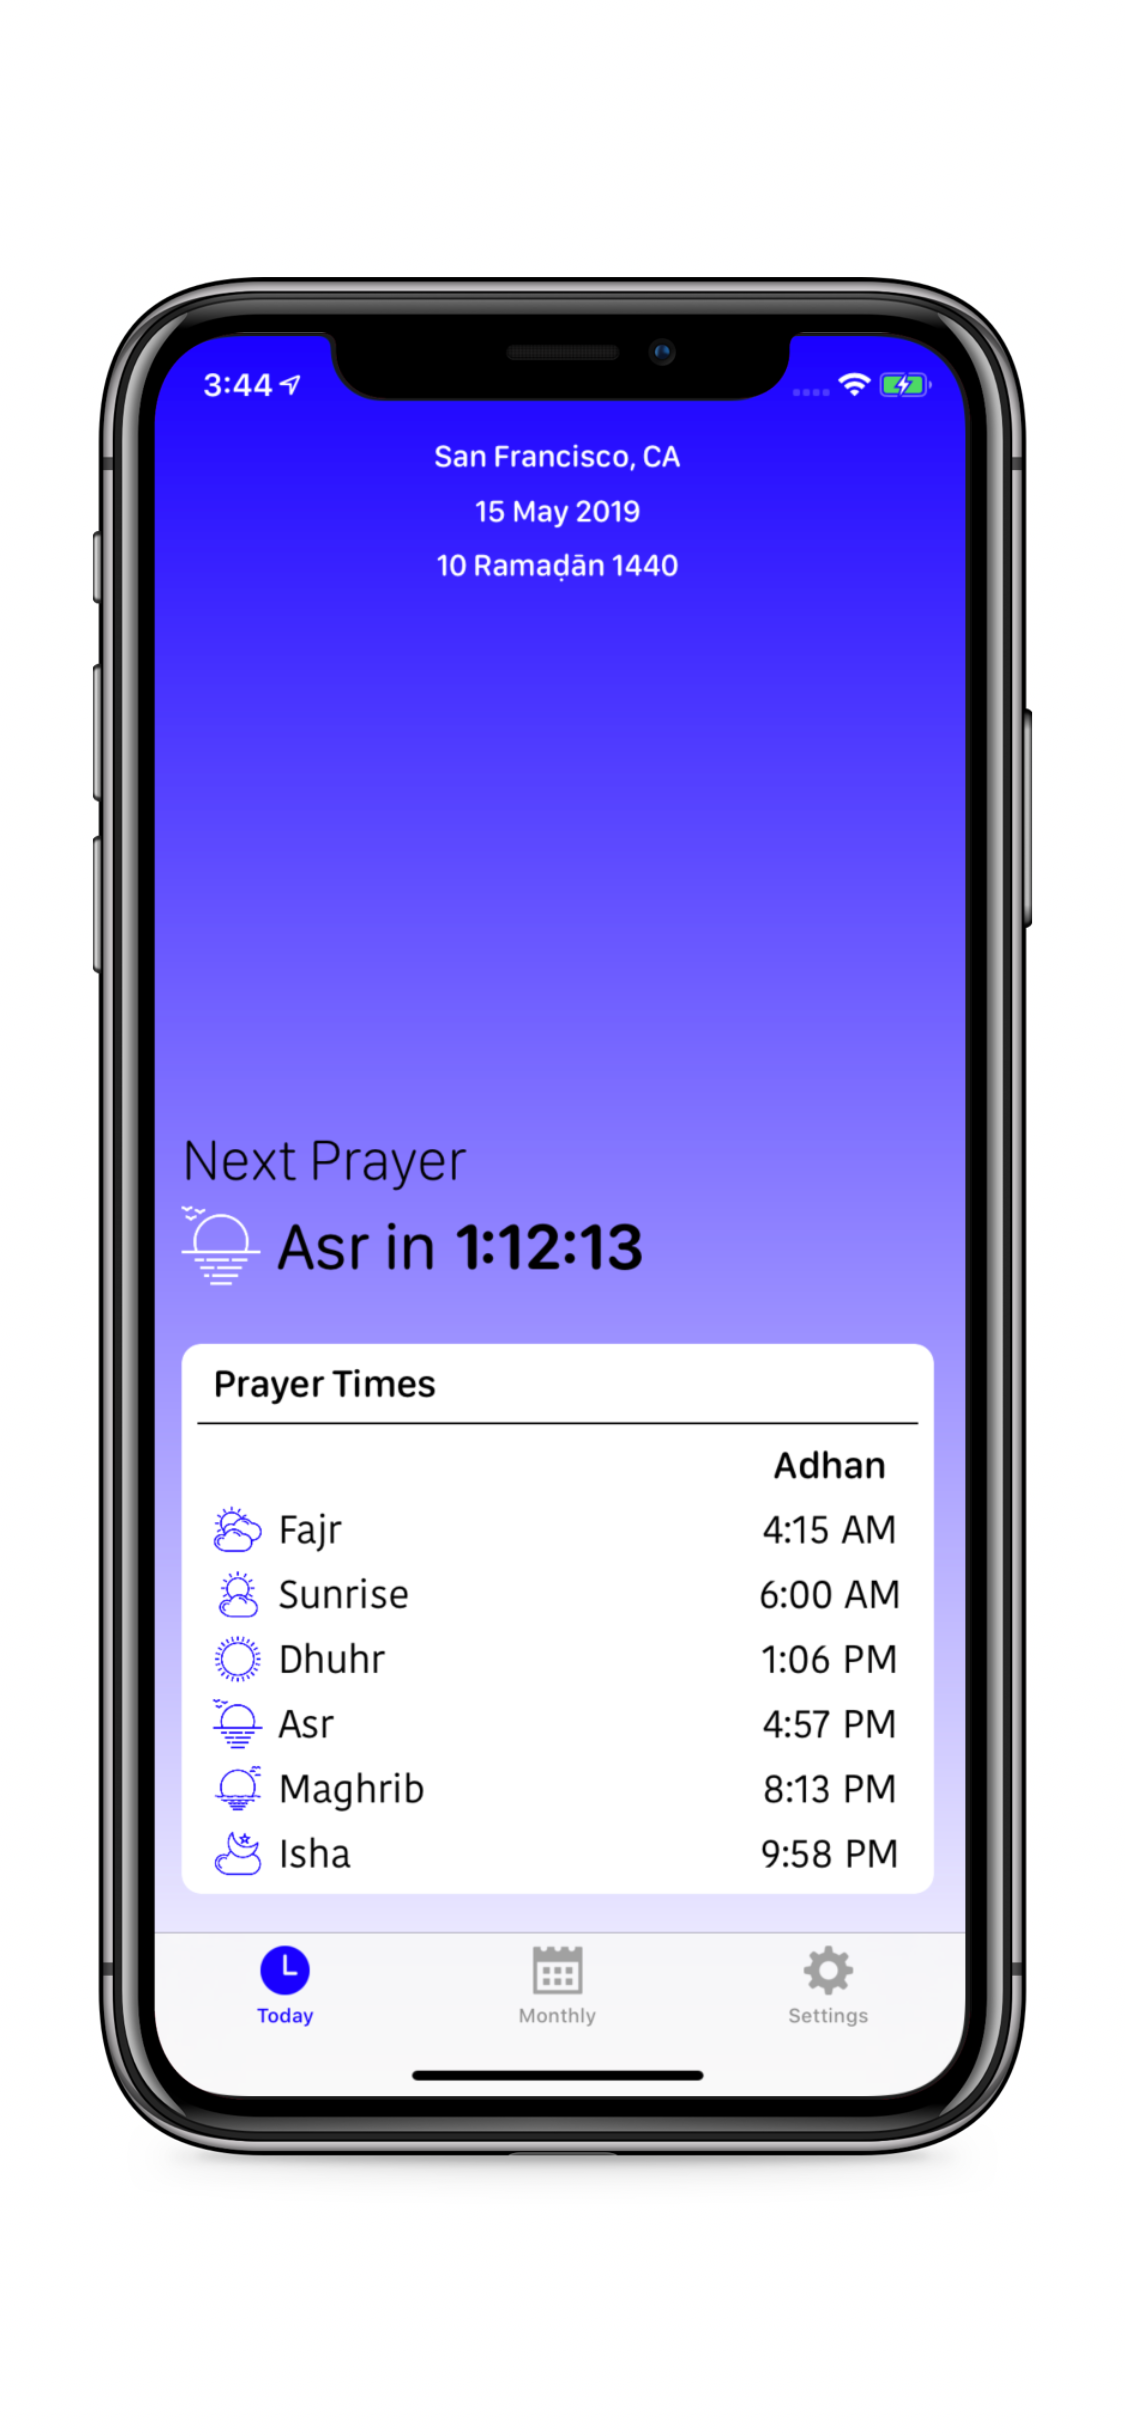 3:44
San Francisco, CA
15 May 2019
10 Ramaḍān 1440
Next Prayer
Asr in 1:12:13
Prayer Times
Adhan
Fajr 4:15 AM
Sunrise 6:00 AM
Dhuhr 1:06 PM
Asr 4:57 PM
Maghrib 8:13 PM
Isha 9:58 PM
Today Monthly Settings